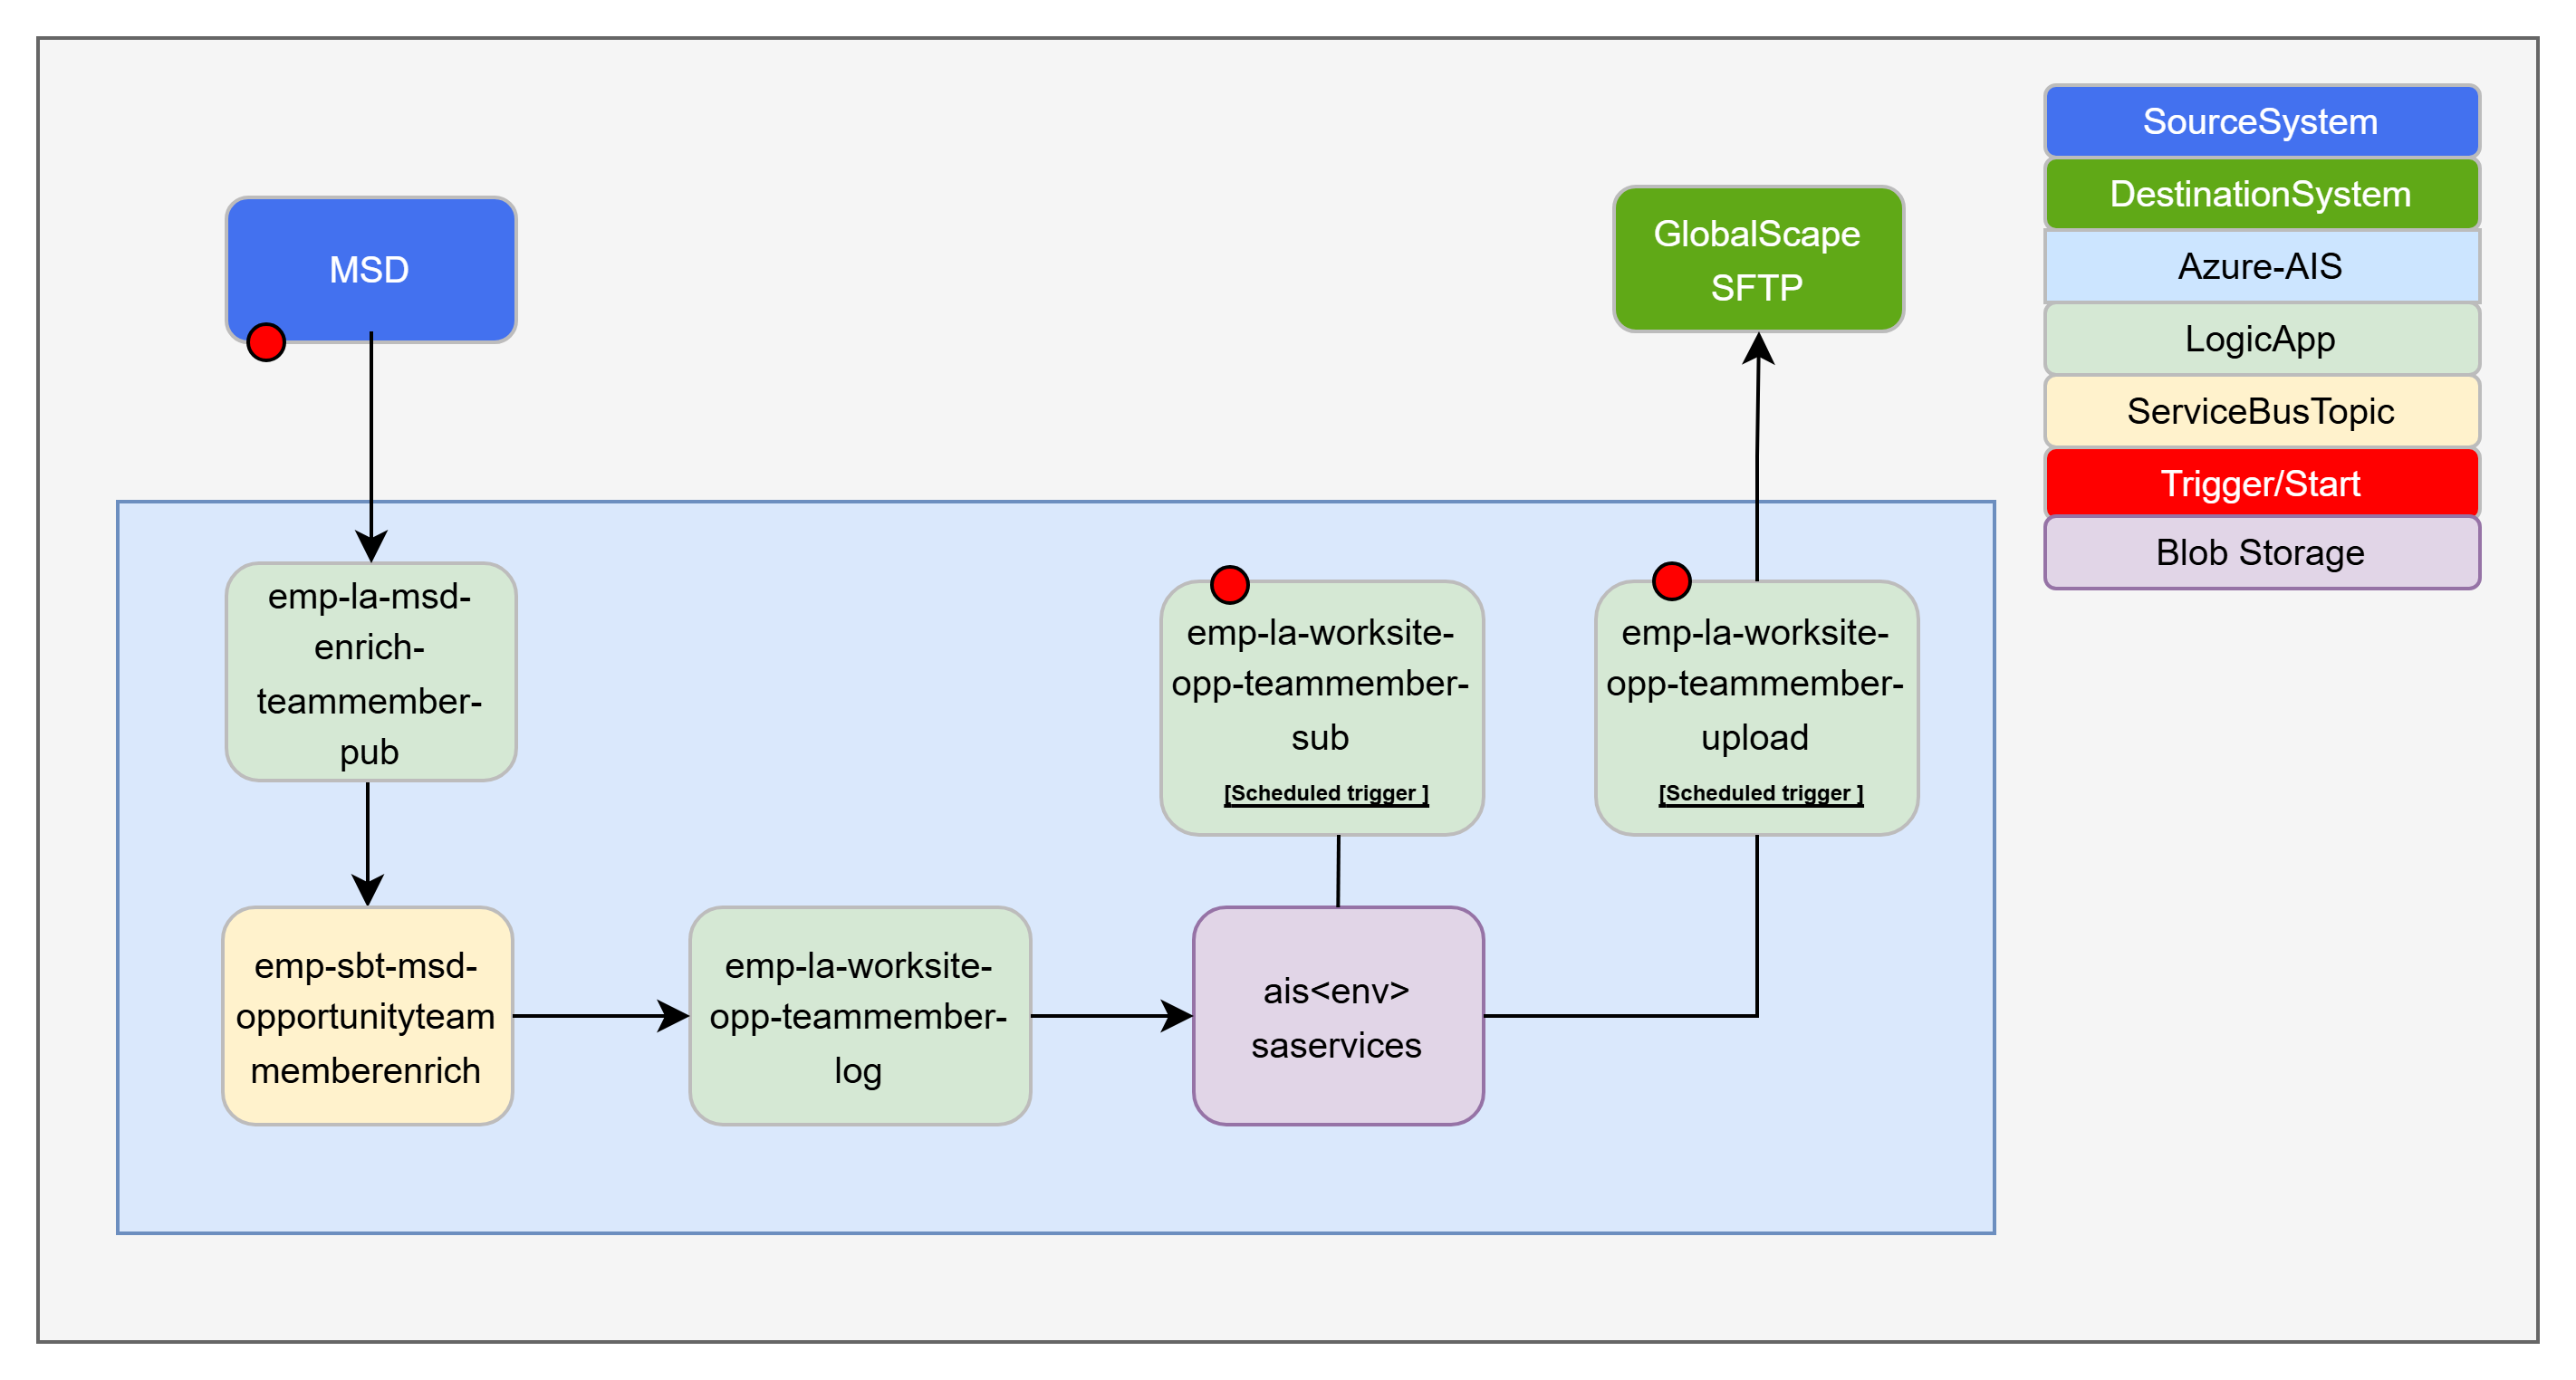 MSD
GlobalScape
SFTP
SourceSystem
DestinationSystem
Azure-AIS
LogicApp
ServiceBusTopic
Trigger/Start
Blob Storage
emp-la-msd-
enrich-
teammember-
pub
emp-la-worksite-
opp-teammember-
sub
[Scheduled trigger ]
emp-la-worksite-
opp-teammember-
upload
[Scheduled trigger ]
emp-sbt-msd-
opportunityteam
memberenrich
emp-la-worksite-
opp-teammember-
log
ais<env>
saservices